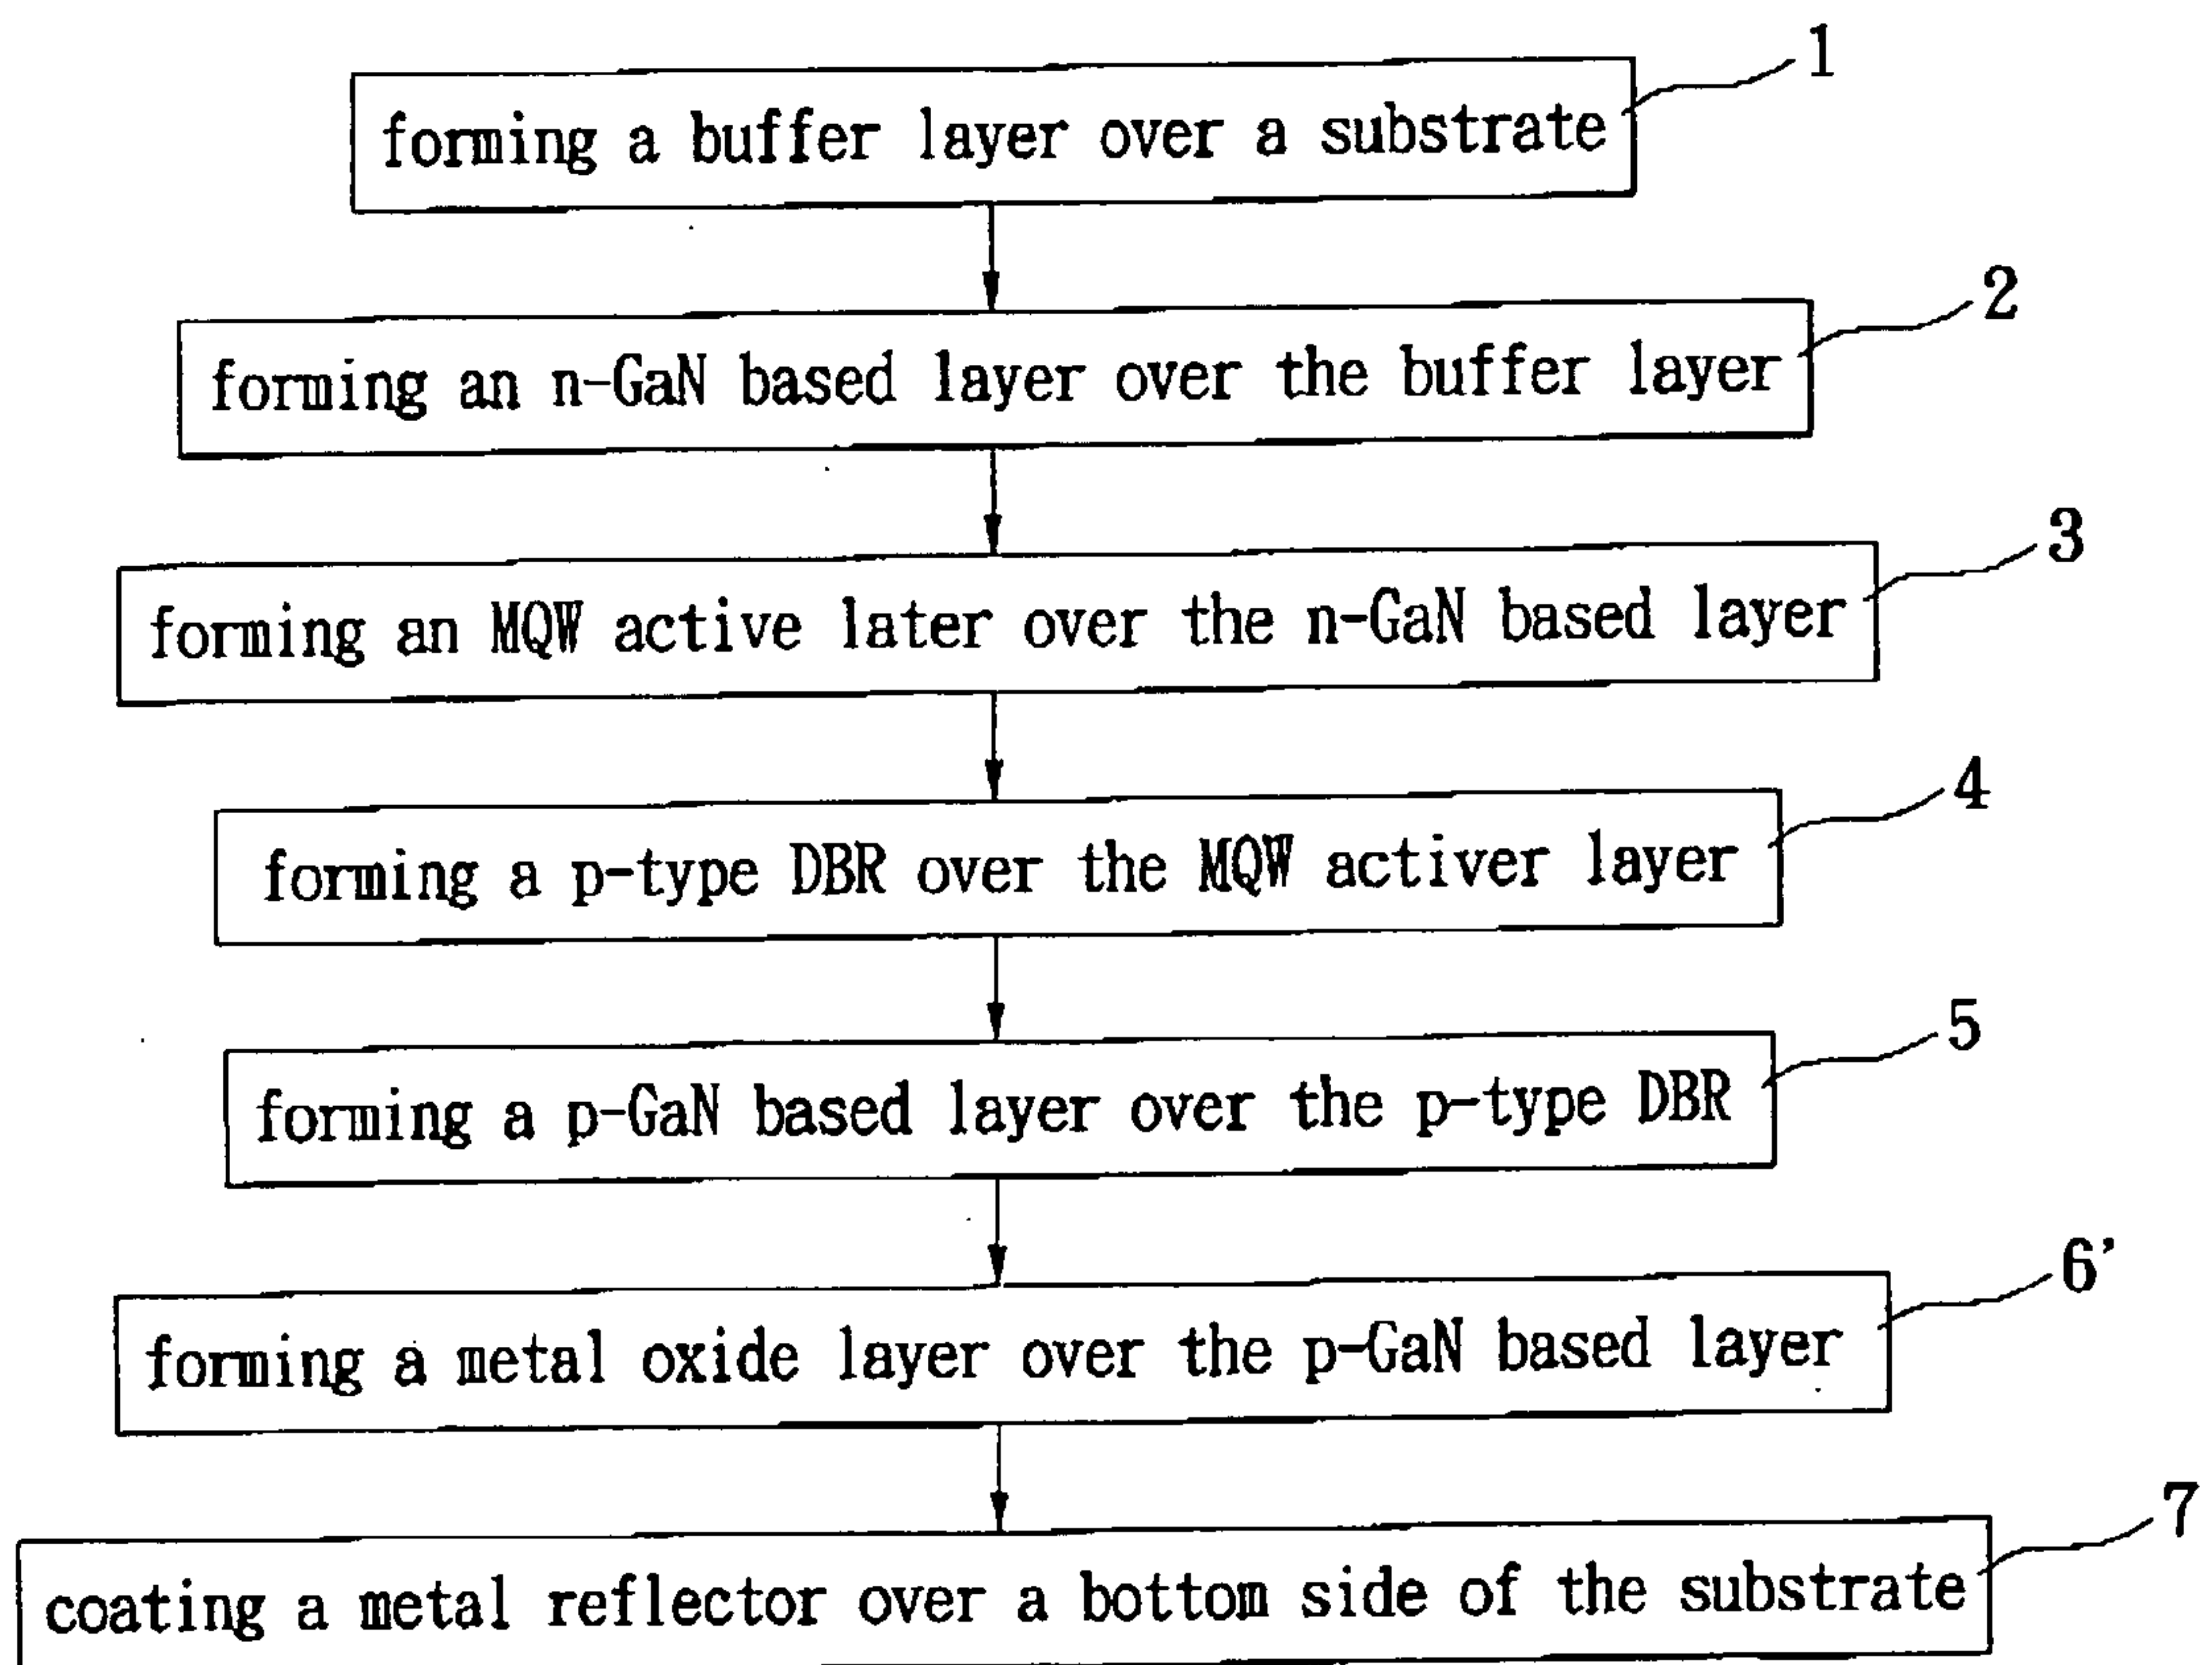 1
forming a buffer layer over a substrate
2
forming an n-GaN based layer over the buffer layer
3
forming an MQW active later over the n-GaN based layer
4
forming a p-type DBR over the MQW activer layer
5
forming a p-GaN based layer over the p-type DBR
6’
forming a metal oxide layer over the p-GaN based layer
7
coating a metal reflector over a bottom side of the substrate